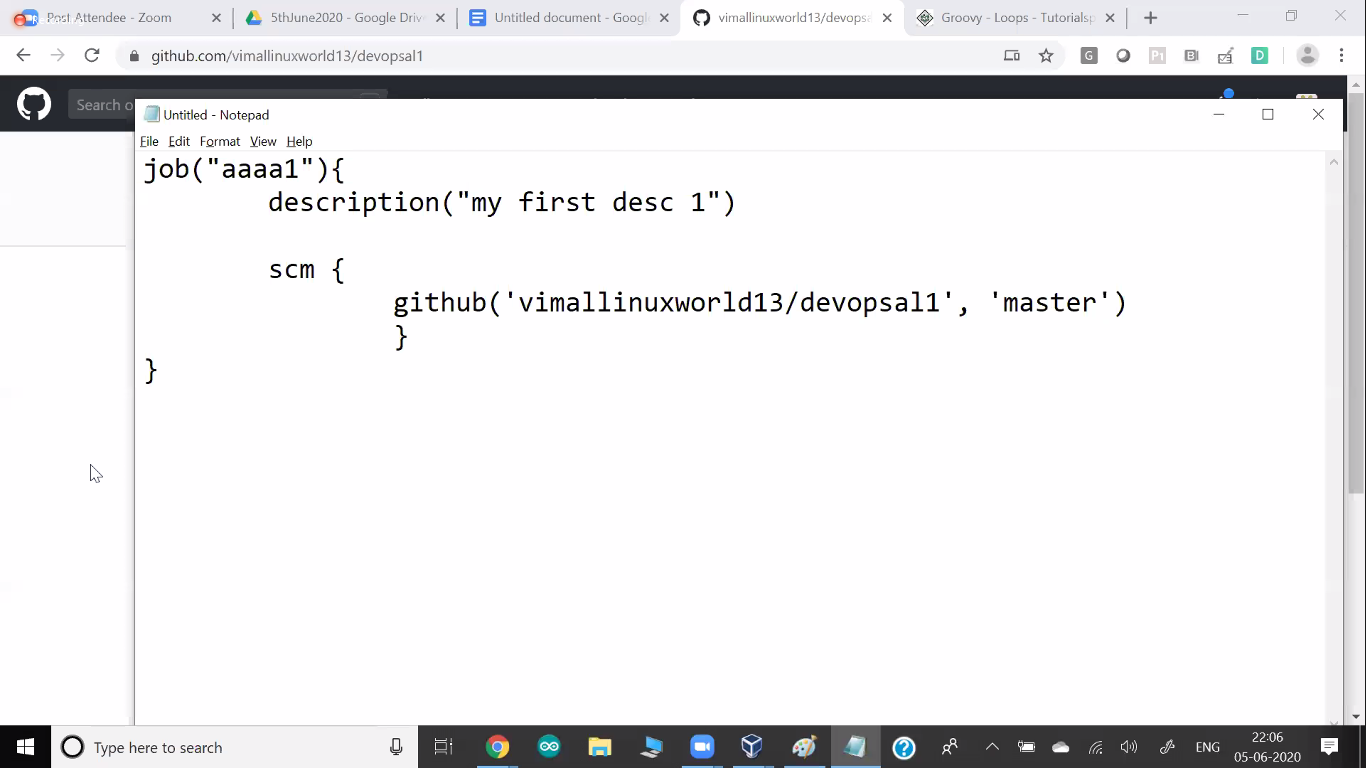 Post Attendee - Zoom
5thJune2020 - Google Driv
Untitled document - Googl
vimallinuxworld13/devops
Groovy - Loops - Tutorialsp
github.com/vimallinuxworld13/devopsal1
Search o
Untitled - Notepad
File Edit Format View Help
job("aaaa1"){
description("my first desc 1")
scm {
github('vimallinuxworld13/devopsal1', 'master')
}
}
Type here to search
ENG
22:06
05-06-2020